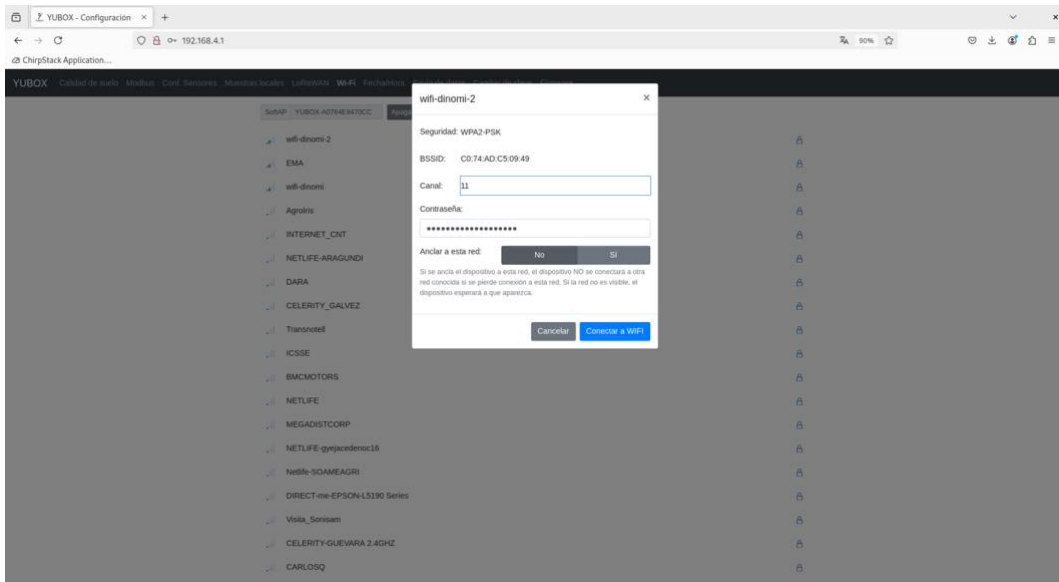 YUBOX - Configuración
192.168.4.1
90%
ChirpStack Application...
YUBOX Calidad de suelo Modbus Conf. Sensores Muestras locales LoRaWAN Wi-Fi Fecha/Hora
SoftAP YUBOX-A0764E9470CC
wifi-dinomi-2
EMA
wifi-dinomi
AgroIris
INTERNET_CNT
NETLIFE-ARAGUNDI
DARA
CELERITY_GALVEZ
Transnotell
ICSSE
BMCMOTORS
NETLIFE
MEGADISTCORP
NETLIFE-gyejacedenoc16
Netlife-SOAMEAGRI
DIRECT-me-EPSON-L5190 Series
Visita_Sonisam
CELERITY-GUEVARA 2.4GHZ
CARLOSQ
wifi-dinomi-2
Seguridad: WPA2-PSK
BSSID: C0:74:AD:C5:09:49
Canal: 11
Contraseña:
Anclar a esta red: No Sí
Si se ancla el dispositivo a esta red, el dispositivo NO se conectará a otra
red conocida si se pierde conexión a esta red. Si la red no es visible, el
dispositivo esperará a que aparezca.
Cancelar Conectar a WIFI